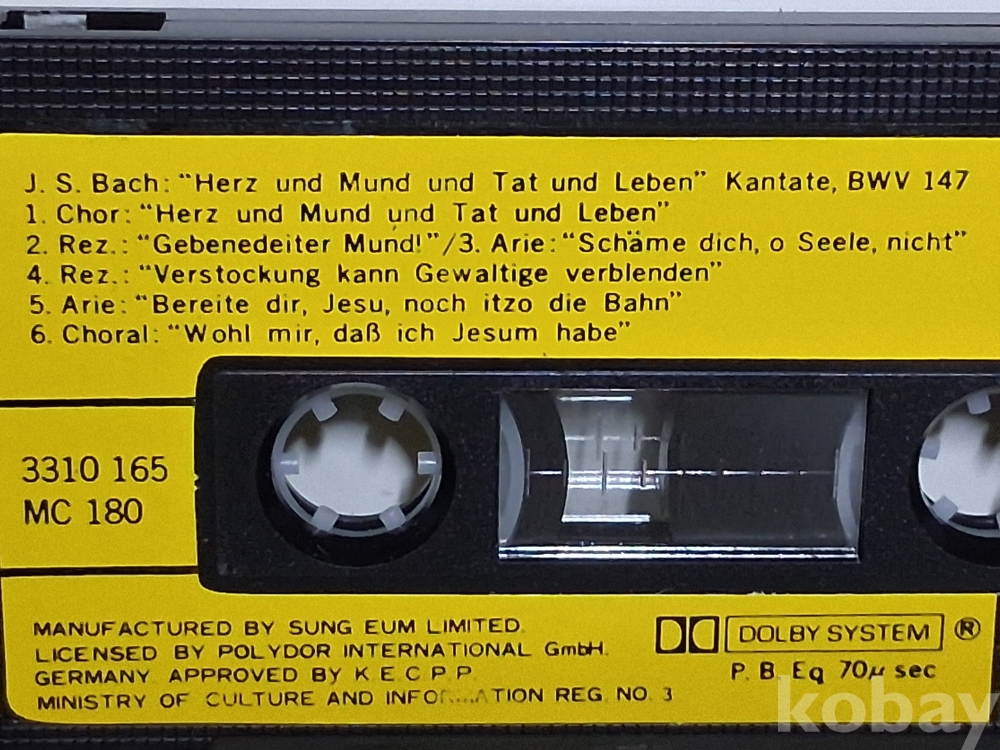 J. S. Bach: “Herz und Mund und Tat und Leben” Kantate, BWV 147
1. Chor: “Herz und Mund und Tat und Leben”
2. Rez.: “Gebenedeiter Mund!”/3. Arie: “Schäme dich, o Seele, nicht”
4. Rez.: “Verstockung kann Gewaltige verblenden”
5. Arie: “Bereite dir, Jesu, noch itzo die Bahn”
6. Choral: “Wohl mir, daß ich Jesum habe”
3310 165
MC 180
MANUFACTURED BY SUNG EUM LIMITED.
LICENSED BY POLYDOR INTERNATIONAL GmbH.
GERMANY APPROVED By K E C P P
MINISTRY OF CULTURE AND INFORMATION REG. NO. 3
DOLBY SYSTEM ®
P. B. Eq 70μ sec
kobay